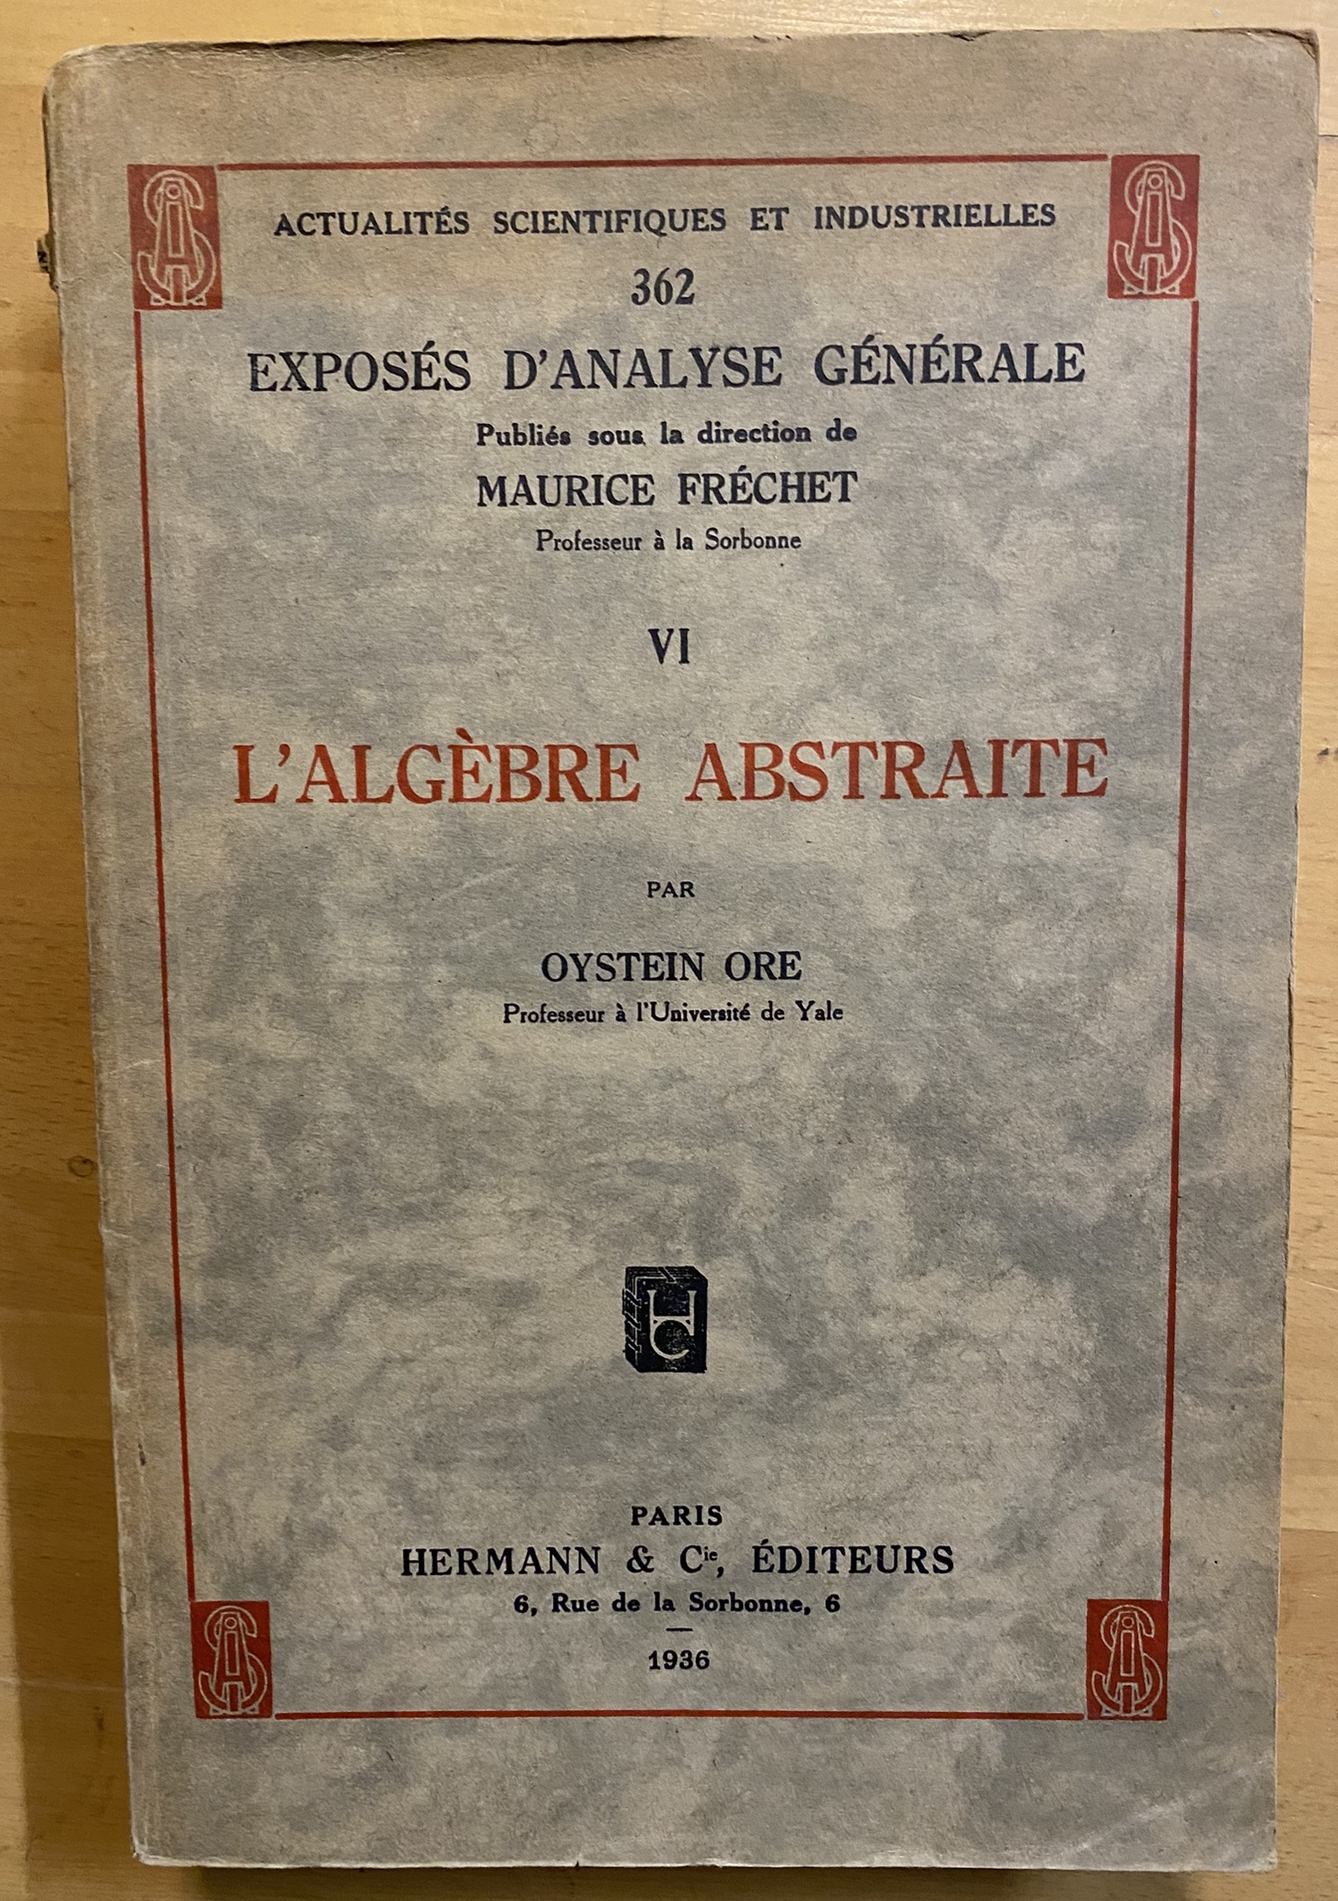 ACTUALITÉS SCIENTIFIQUES ET INDUSTRIELLES
362
EXPOSÉS D'ANALYSE GÉNÉRALE
Publiés sous la direction de
MAURICE FRÉCHET
Professeur à la Sorbonne
VI
L'ALGÈBRE ABSTRAITE
PAR
OYSTEIN ORE
Professeur à l'Université de Yale
HC
PARIS
HERMANN & Cie, ÉDITEURS
6, Rue de la Sorbonne, 6
1936